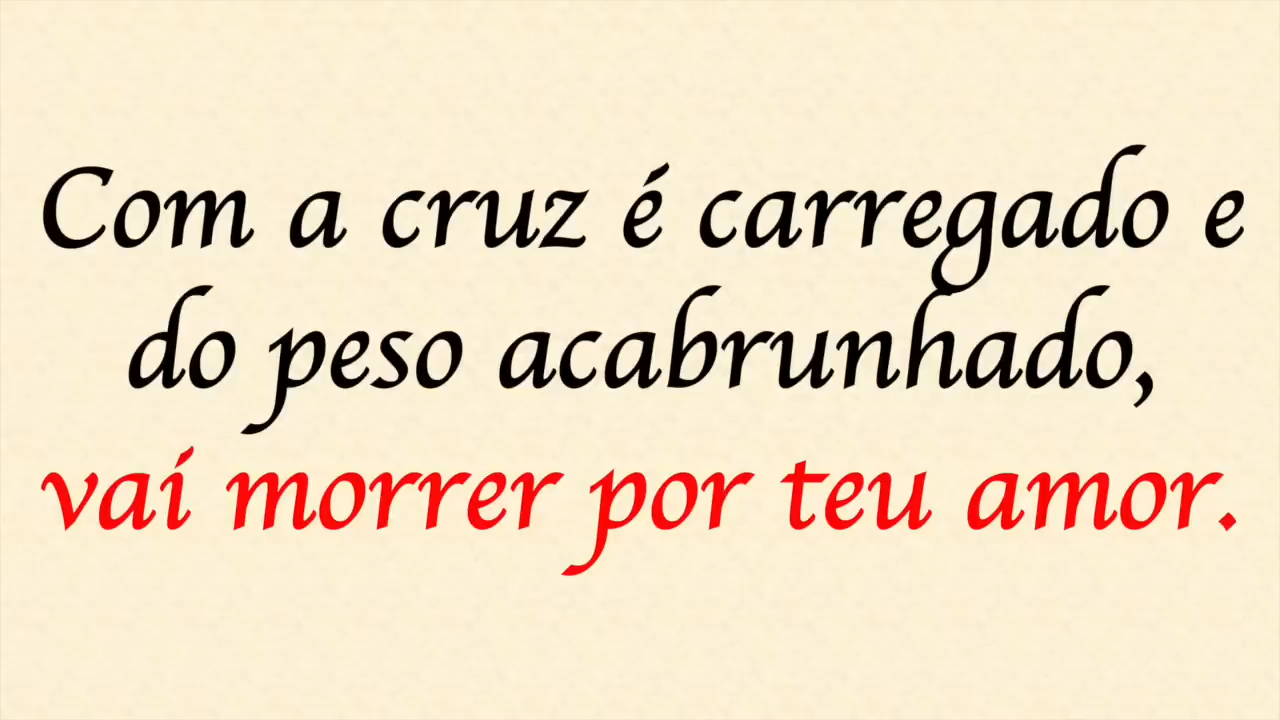 Com a cruz é carregado e
do peso acabrunhado,
vai morrer por teu amor.